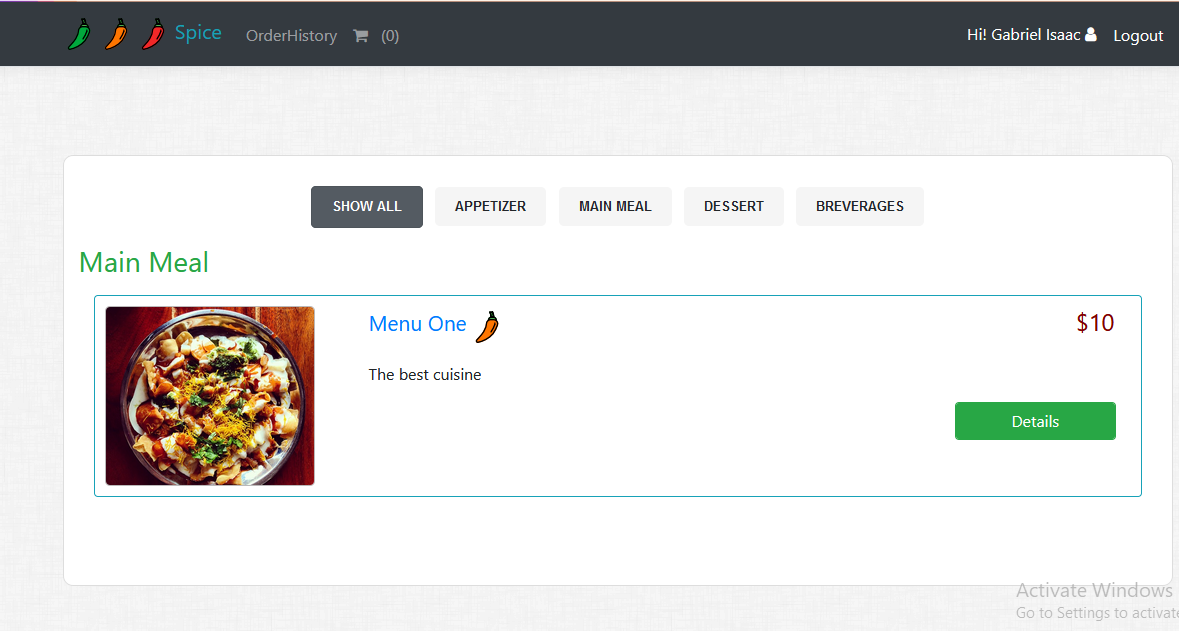 Spice OrderHistory (0) Hi! Gabriel Isaac Logout
SHOW ALL APPETIZER MAIN MEAL DESSERT BREVERAGES
Main Meal
Menu One $10
The best cuisine
Details
Activate Windows
Go to Settings to activate